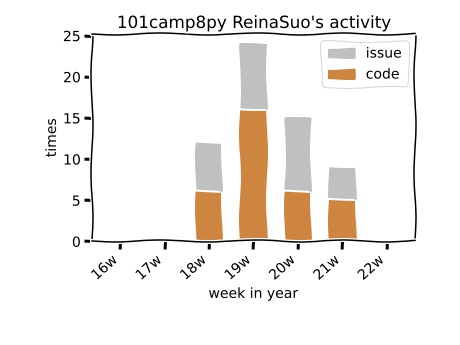 101camp8py ReinaSuo's activity
issue
code
times
25
20
15
10
5
0
16w 17w 18w 19w 20w 21w 22w
week in year